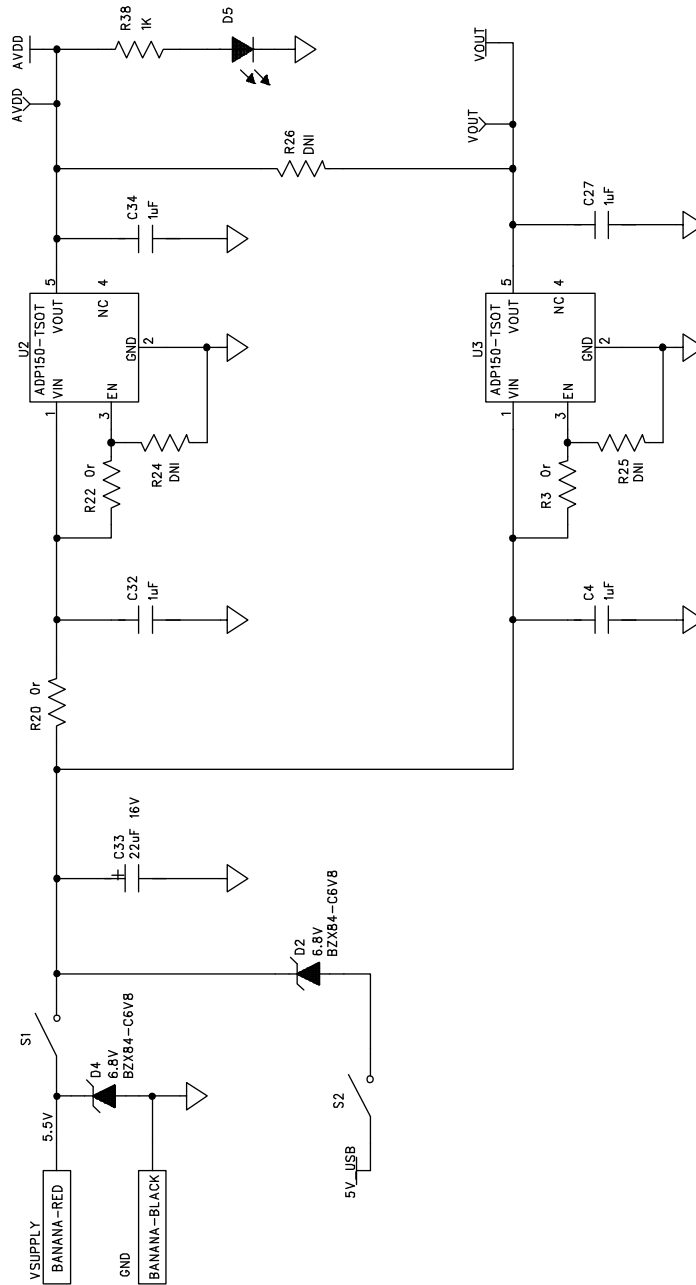 VSUPPLY
BANANA-RED
5.5V
GND
BANANA-BLACK
S1
D4
6.8V
BZX84-C6V8
5V_USB
S2
D2
6.8V
BZX84-C6V8
C33
22uF 16V
R20 0r
C32
1uF
R22 0r
R24
DNI
U2
ADP150-TSOT
1
VIN
3
EN
VOUT
5
NC
4
GND
2
C34
1uF
AVDD
AVDD
R38
1K
D5
R26
DNI
C4
1uF
R3 0r
R25
DNI
U3
ADP150-TSOT
1
VIN
3
EN
VOUT
5
NC
4
GND
2
C27
1uF
VOUT
VOUT